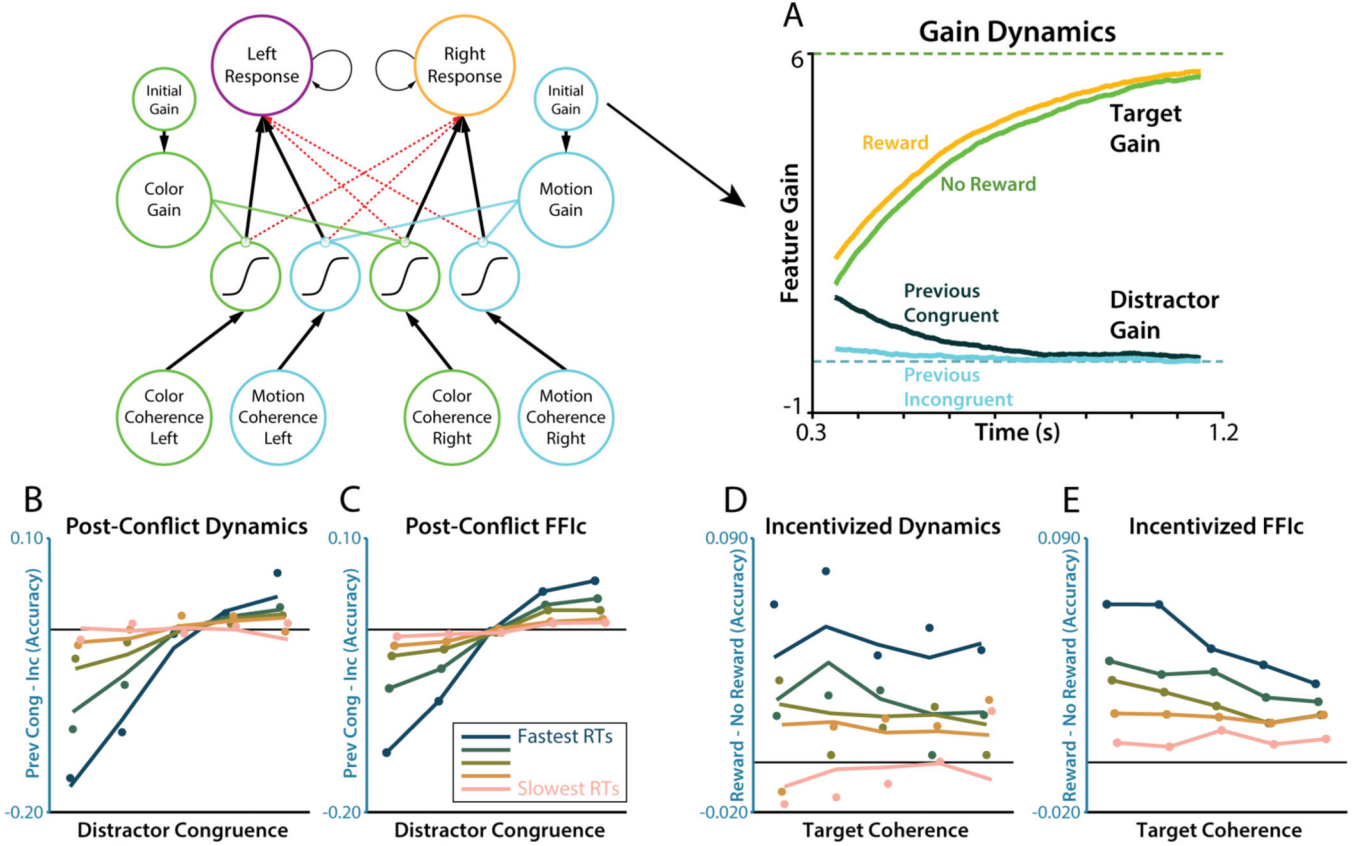 Left
Response
Right
Response
Initial
Gain
Initial
Gain
Color
Gain
Motion
Gain
Color
Coherence
Left
Motion
Coherence
Left
Color
Coherence
Right
Motion
Coherence
Right
A
Gain Dynamics
6
Feature Gain
-1
Reward
No Reward
Target
Gain
Previous
Congruent
Distractor
Gain
Previous
Incongruent
0.3
Time (s)
1.2
B
Post-Conflict Dynamics
0.10
Prev Cong - Inc (Accuracy)
-0.20
Distractor Congruence
C
Post-Conflict FFIc
0.10
Prev Cong - Inc (Accuracy)
Fastest RTs
Slowest RTs
-0.20
Distractor Congruence
D
Incentivized Dynamics
0.090
Reward - No Reward (Accuracy)
-0.020
Target Coherence
E
Incentivized FFIc
0.090
Reward - No Reward (Accuracy)
-0.020
Target Coherence